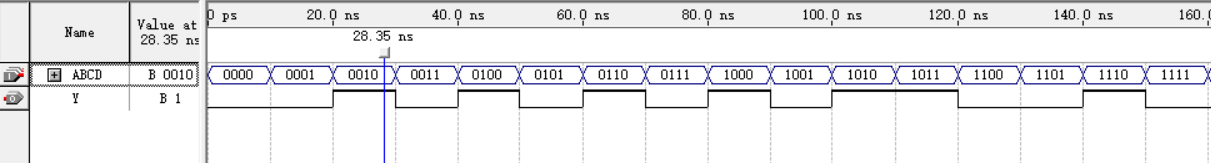 Name
Value at
28.35 ns
0 ps 20.0 ns 40.0 ns 60.0 ns 80.0 ns 100.0 ns 120.0 ns 140.0 ns 160.
28.35 ns
ABCD B 0010 0000 0001 0010 0011 0100 0101 0110 0111 1000 1001 1010 1011 1100 1101 1110 1111
Y B 1